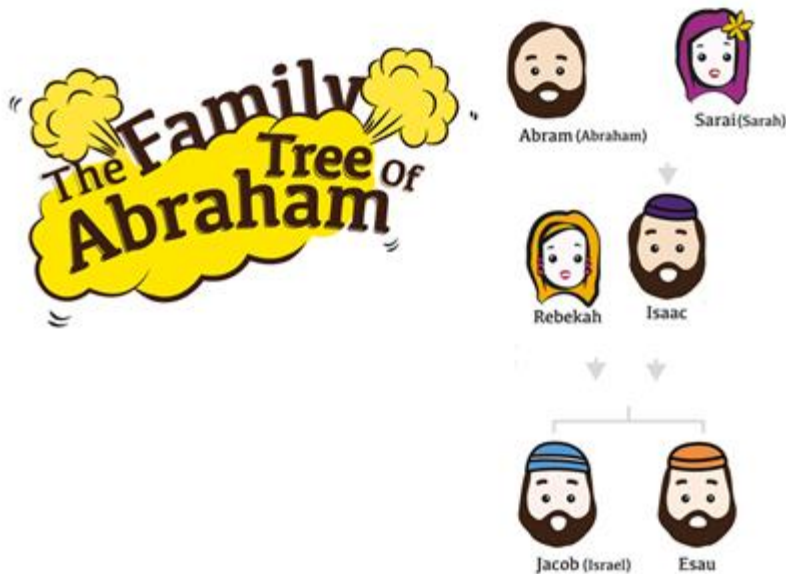 The Family
Tree Of
Abraham
Abram (Abraham)
Sarai (Sarah)
Rebekah
Isaac
Jacob (Israel)
Esau